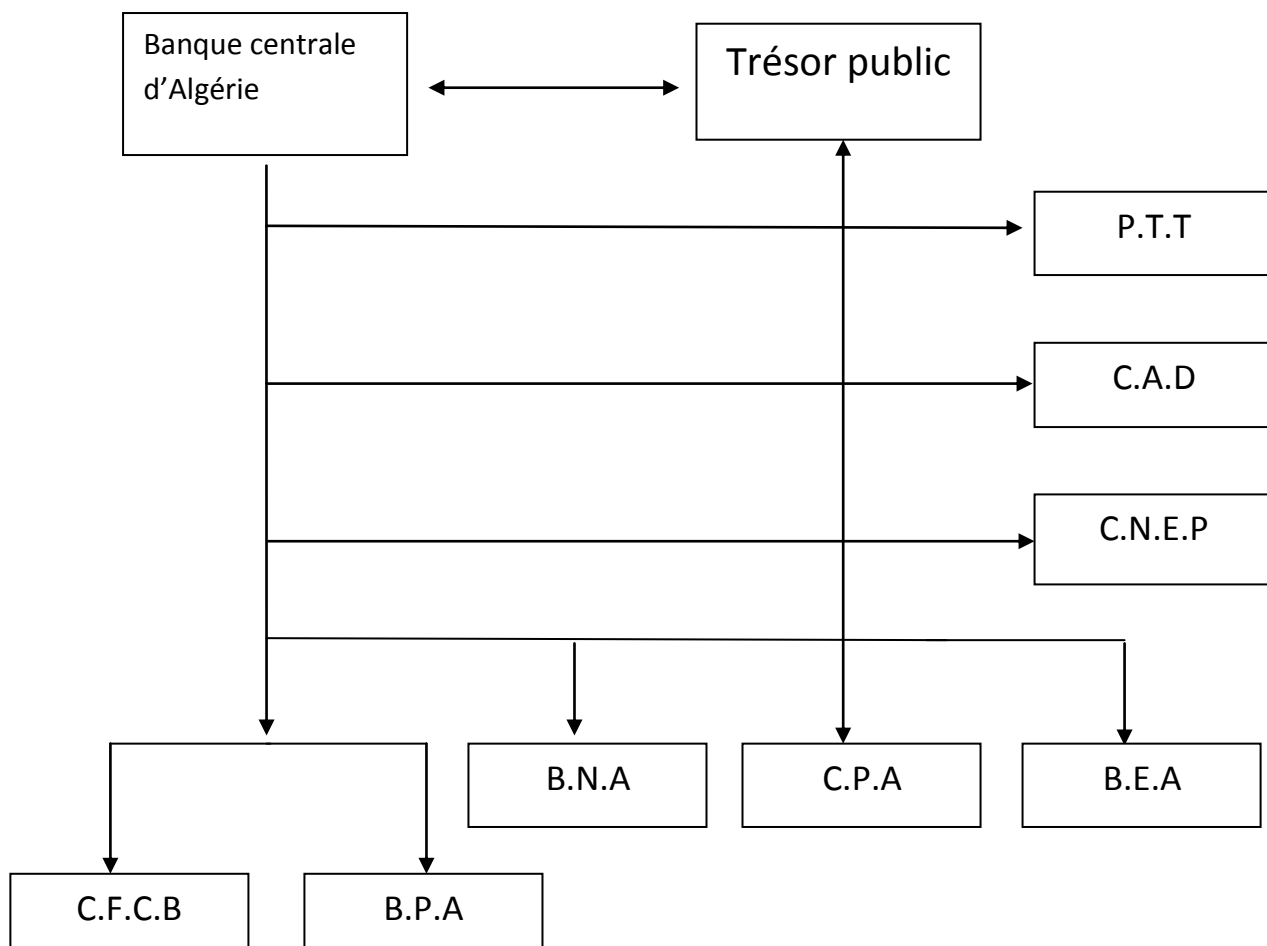 Banque centrale
d’Algérie
Trésor public
P.T.T
C.A.D
C.N.E.P
B.N.A
C.P.A
B.E.A
C.F.C.B
B.P.A